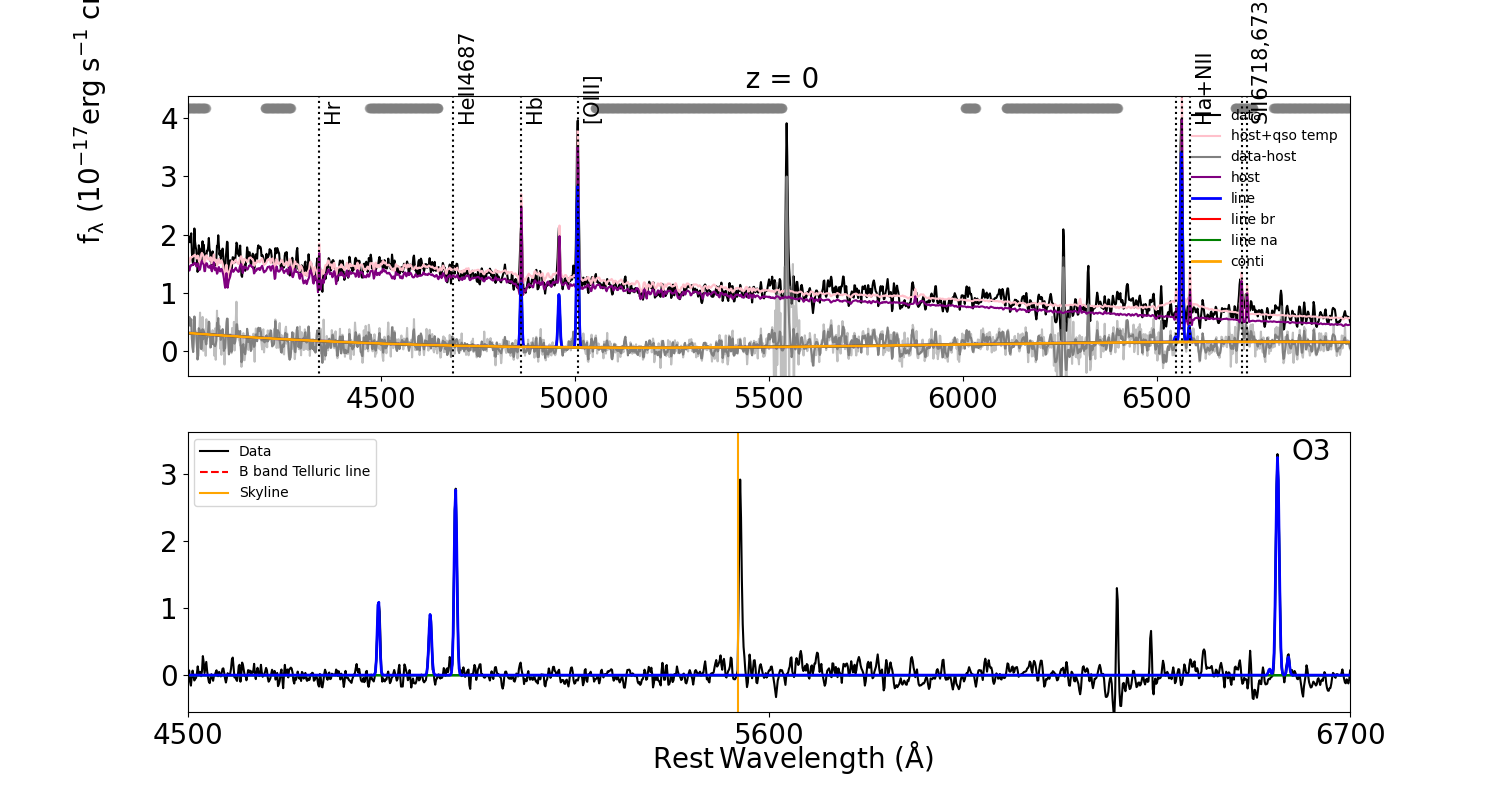 z = 0
fλ (10−17erg s−1 c
Hr
HeII4687
Hb
[OIII]
Ha+NII
SII6718,673
data
host+qso temp
data-host
host
line
line br
line na
conti
4
3
2
1
0
4500
5000
5500
6000
6500
O3
Data
B band Telluric line
Skyline
3
2
1
0
4500
5600
6700
Rest Wavelength (Å)